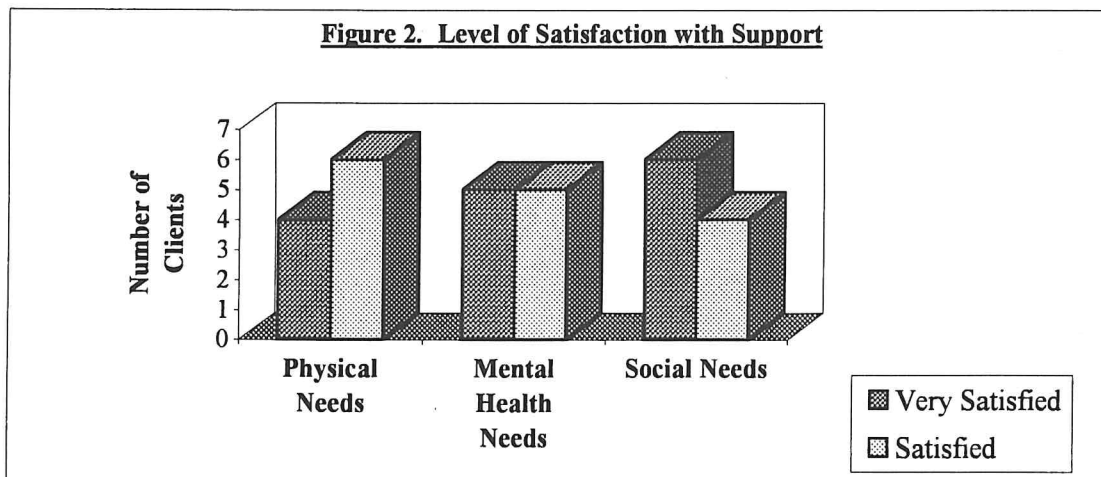 Figure 2. Level of Satisfaction with Support
Number of
Clients
7
6
5
4
3
2
1
0
Physical
Needs
Mental
Health
Needs
Social Needs
Very Satisfied
Satisfied